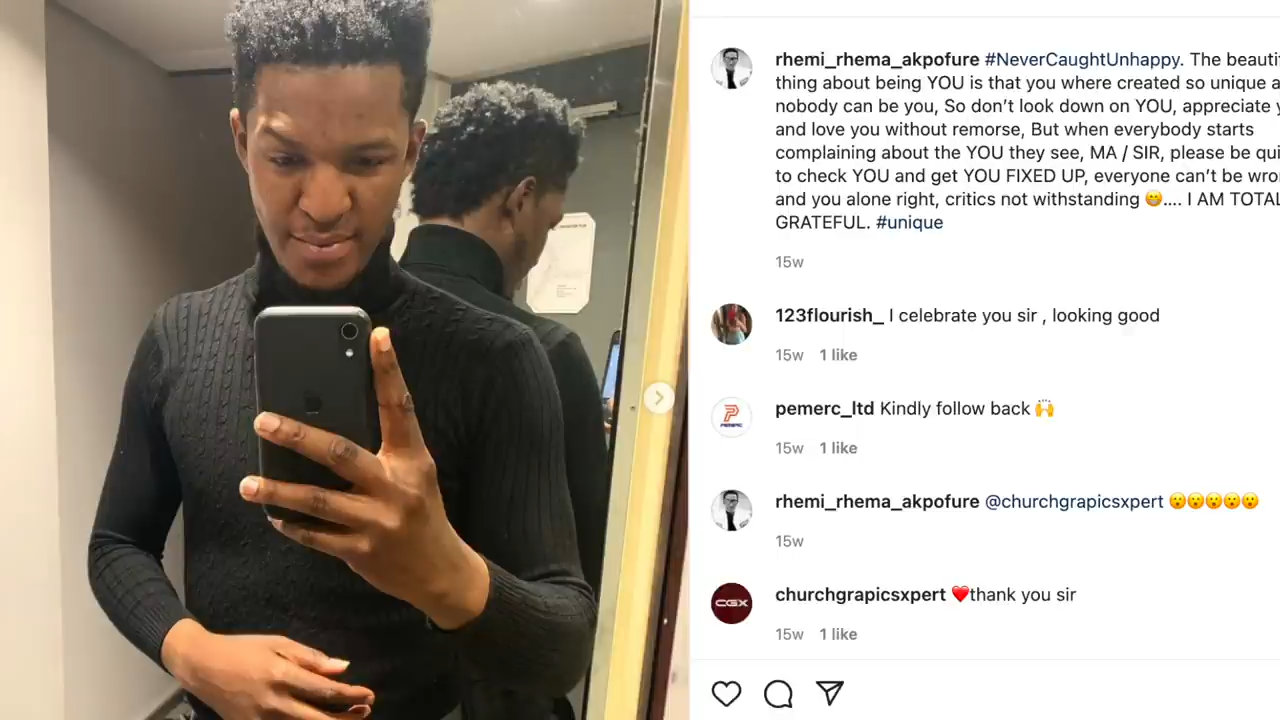 rhemi_rhema_akpofure #NeverCaughtUnhappy. The
thing about being YOU is that you where created so unique
nobody can be you, So don't look down on YOU, appreciate
and love you without remorse, But when everybody starts
complaining about the YOU they see, MA / SIR, please be
to check YOU and get YOU FIXED UP, everyone can't be
and you alone right, critics not withstanding 😁.... I AM
GRATEFUL. #unique
15w
123flourish_ I celebrate you sir , looking good
15w 1 like
pemerc_ltd Kindly follow back 🙌
PEMERC
15w 1 like
rhemi_rhema_akpofure @churchgrapicsxpert 😮😮😮😮😮
15w
churchgrapicsxpert ❤️thank you sir
CGX
15w 1 like